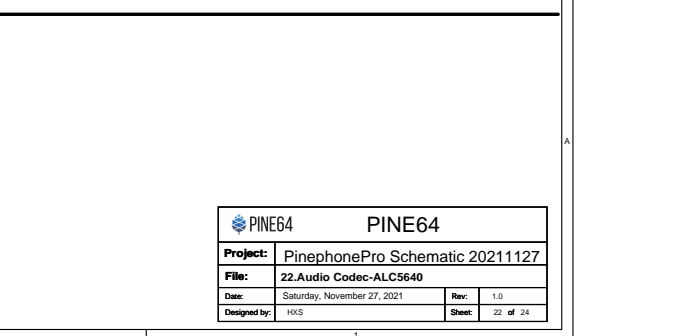 A
PINE64 PINE64
Project: PinephonePro Schematic 20211127
File: 22.Audio Codec-ALC5640
Date: Saturday, November 27, 2021 Rev: 1.0
Designed by: HXS Sheet: 22 of 24
1